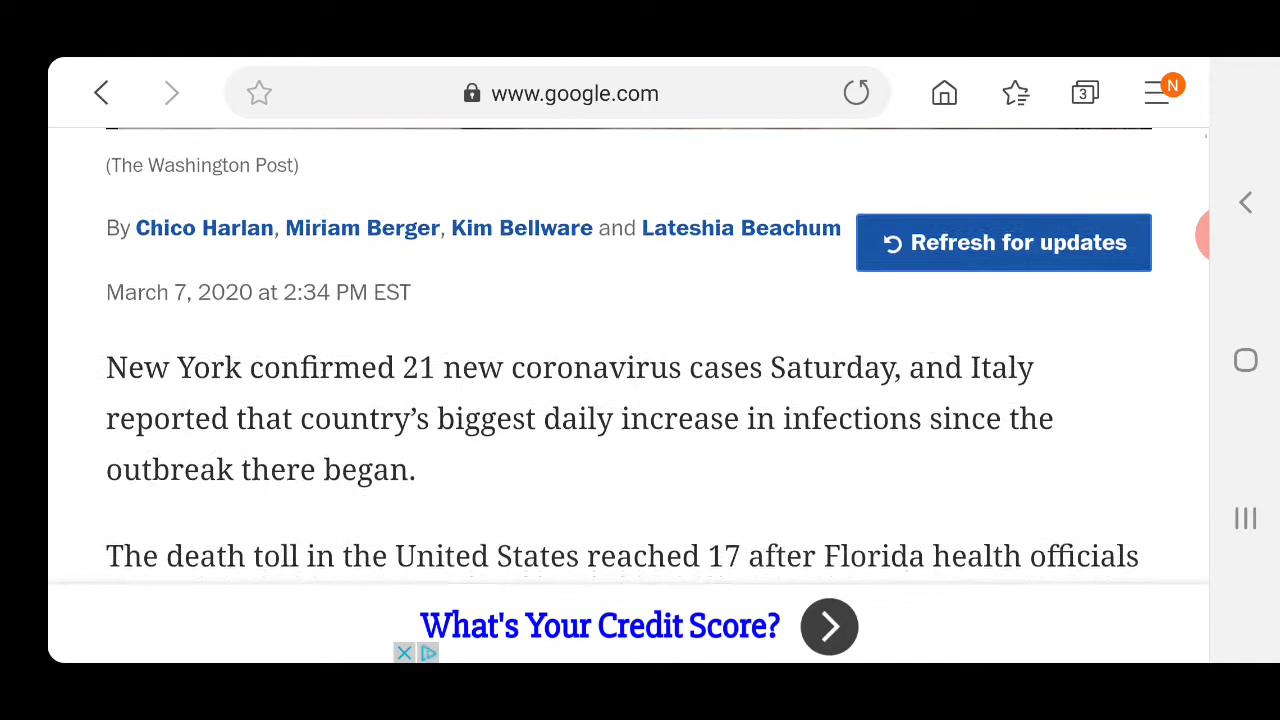 www.google.com
3
N
(The Washington Post)
By Chico Harlan, Miriam Berger, Kim Bellware and Lateshia Beachum
Refresh for updates
March 7, 2020 at 2:34 PM EST
New York confirmed 21 new coronavirus cases Saturday, and Italy
reported that country’s biggest daily increase in infections since the
outbreak there began.
The death toll in the United States reached 17 after Florida health officials
What's Your Credit Score?